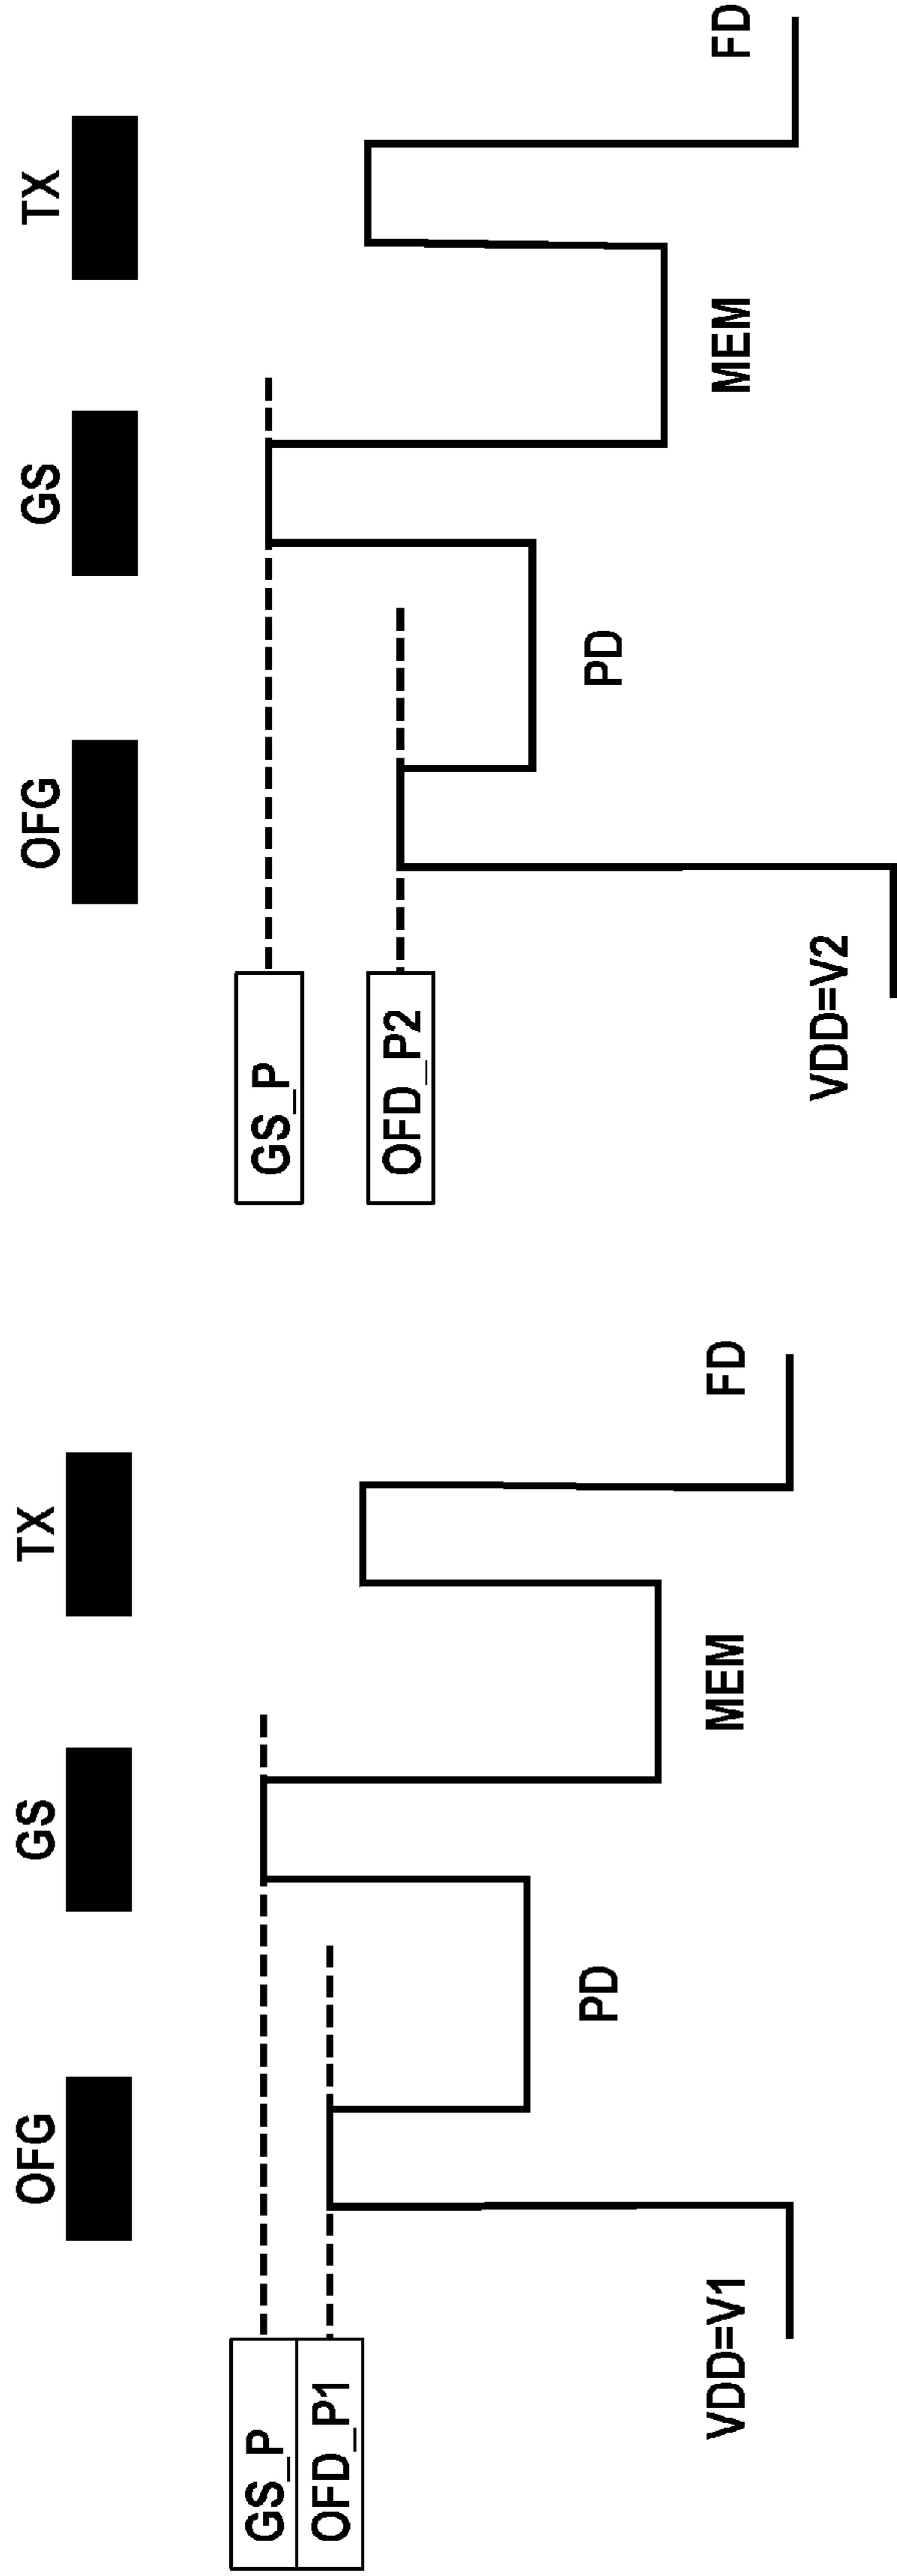 OFG
GS
TX
GS_P
OFD_P1
PD
MEM
VDD=V1
FD
OFG
GS
TX
GS_P
OFD_P2
PD
MEM
VDD=V2
FD